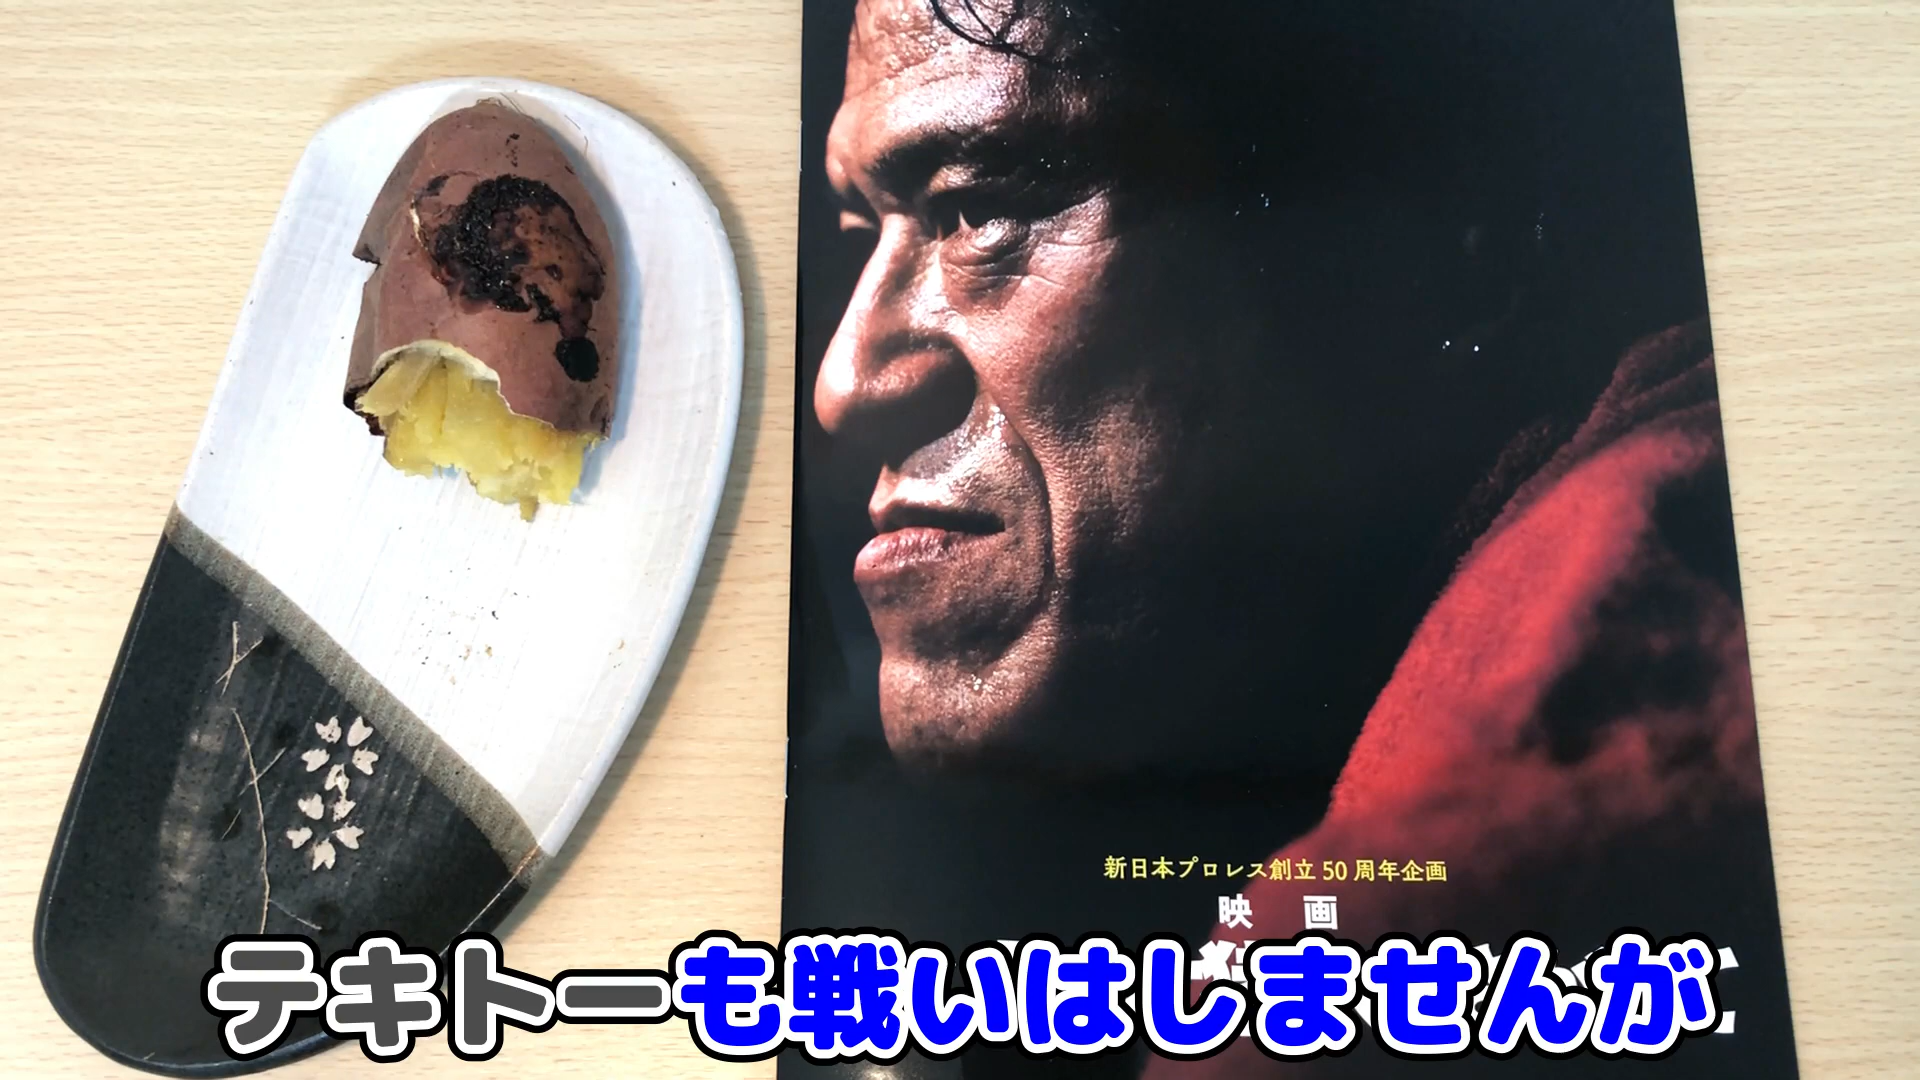 新日本プロレス創立50周年企画
映 画
テキトーも戦いはしませんが